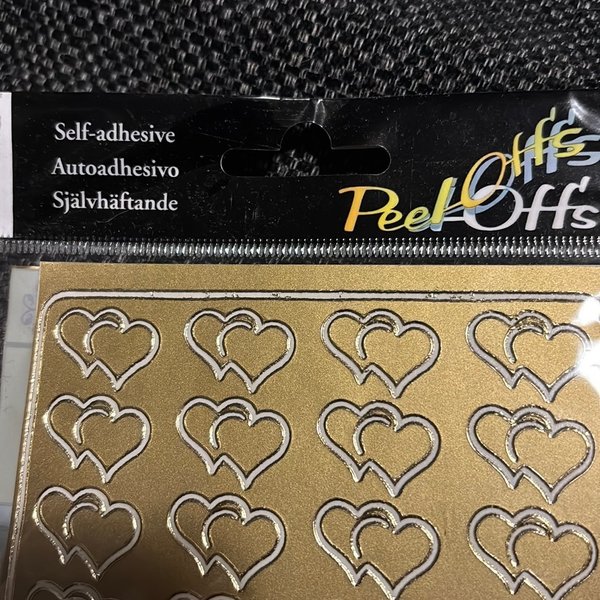 Self-adhesive
Autoadhesivo
Självhäftande
Peel-Off's